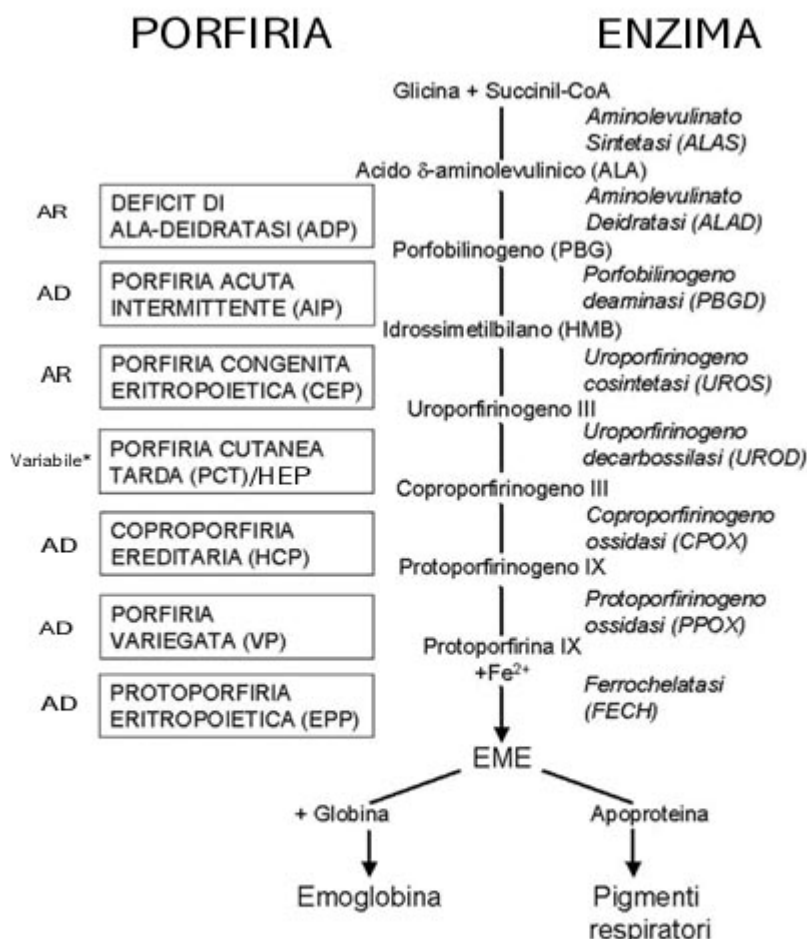 PORFIRIA ENZIMA
Glicina + Succinil-CoA
Aminolevulinato
Sintetasi (ALAS)
Acido δ-aminolevulinico (ALA)
AR
DEFICIT DI
ALA-DEIDRATASI (ADP)
Aminolevulinato
Deidratasi (ALAD)
Porfobilinogeno (PBG)
AD
PORFIRIA ACUTA
INTERMITTENTE (AIP)
Porfobilinogeno
deaminasi (PBGD)
Idrossimetilbilano (HMB)
AR
PORFIRIA CONGENITA
ERITROPOIETICA (CEP)
Uroporfirinogeno
cosintetasi (UROS)
Uroporfirinogeno III
Variabile*
PORFIRIA CUTANEA
TARDA (PCT)/HEP
Uroporfirinogeno
decarbossilasi (UROD)
Coproporfirinogeno III
AD
COPROPORFIRIA
EREDITARIA (HCP)
Coproporfirinogeno
ossidasi (CPOX)
Protoporfirinogeno IX
AD
PORFIRIA
VARIEGATA (VP)
Protoporfirinogeno
ossidasi (PPOX)
Protoporfirina IX
+Fe²⁺
AD
PROTOPORFIRIA
ERITROPOIETICA (EPP)
Ferrochelatasi
(FECH)
EME
+ Globina
Apoproteina
Emoglobina
Pigmenti
respiratori